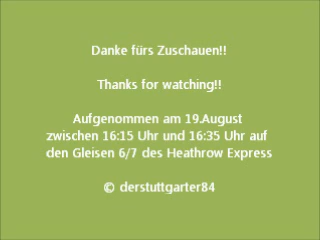 Danke fürs Zuschauen!!
Thanks for watching!!
Aufgenommen am 19.August
zwischen 16:15 Uhr und 16:35 Uhr auf
den Gleisen 6/7 des Heathrow Express
© derstuttgarter84